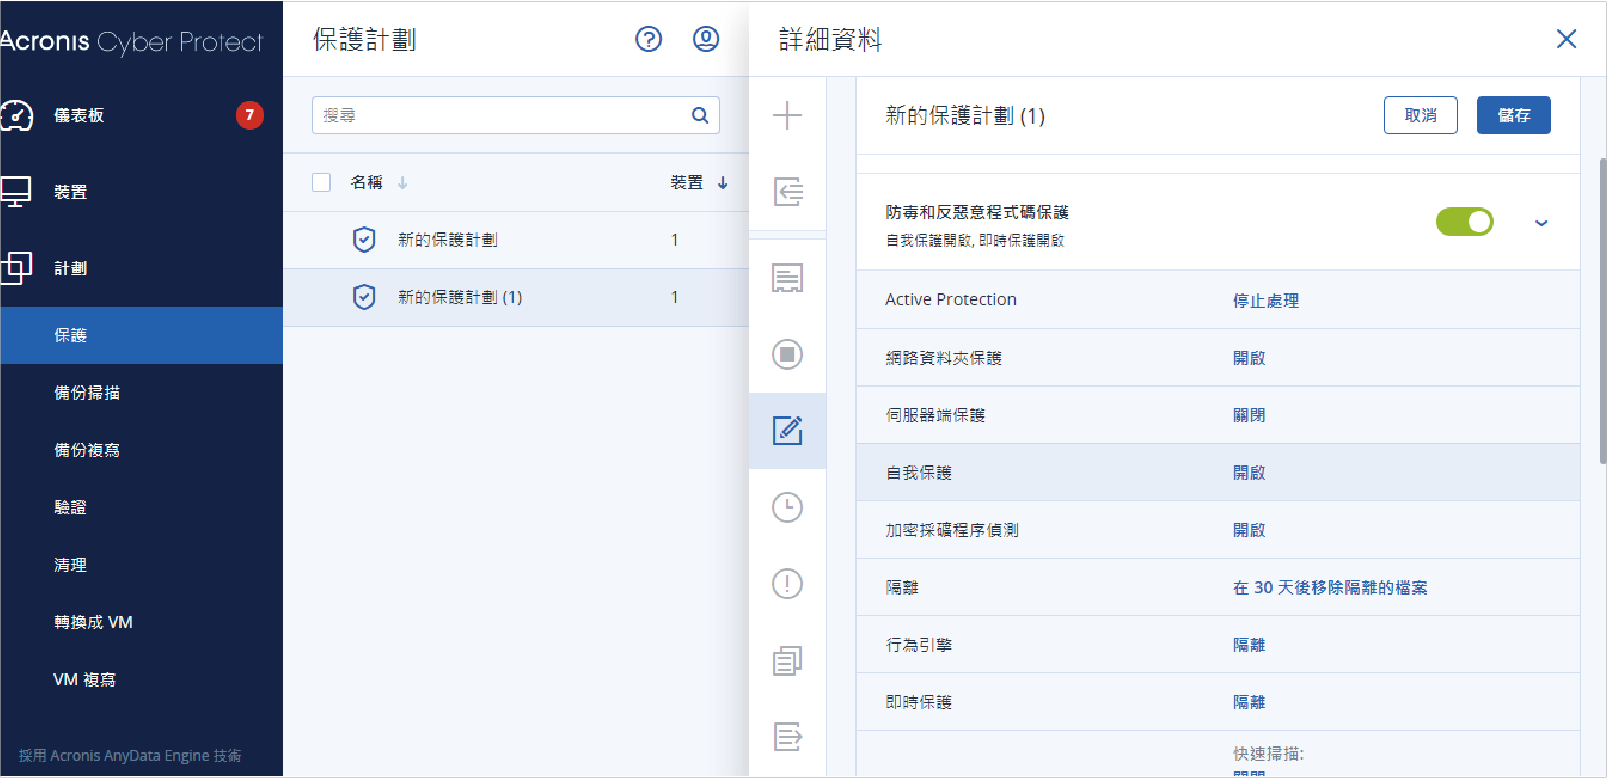 Acronis Cyber Protect
儀表板
7
裝置
計劃
保護
備份掃描
備份複寫
驗證
清理
轉換成 VM
VM 複寫
採用 Acronis AnyData Engine 技術
保護計劃
搜尋
名稱
裝置
新的保護計劃
1
新的保護計劃 (1)
1
詳細資料
新的保護計劃 (1)
取消
儲存
防毒和反惡意程式碼保護
自我保護開啟, 即時保護開啟
Active Protection
停止處理
網路資料夾保護
開啟
伺服器端保護
關閉
自我保護
開啟
加密採礦程序偵測
開啟
隔離
在 30 天後移除隔離的檔案
行為引擎
隔離
即時保護
隔離
快速掃描: